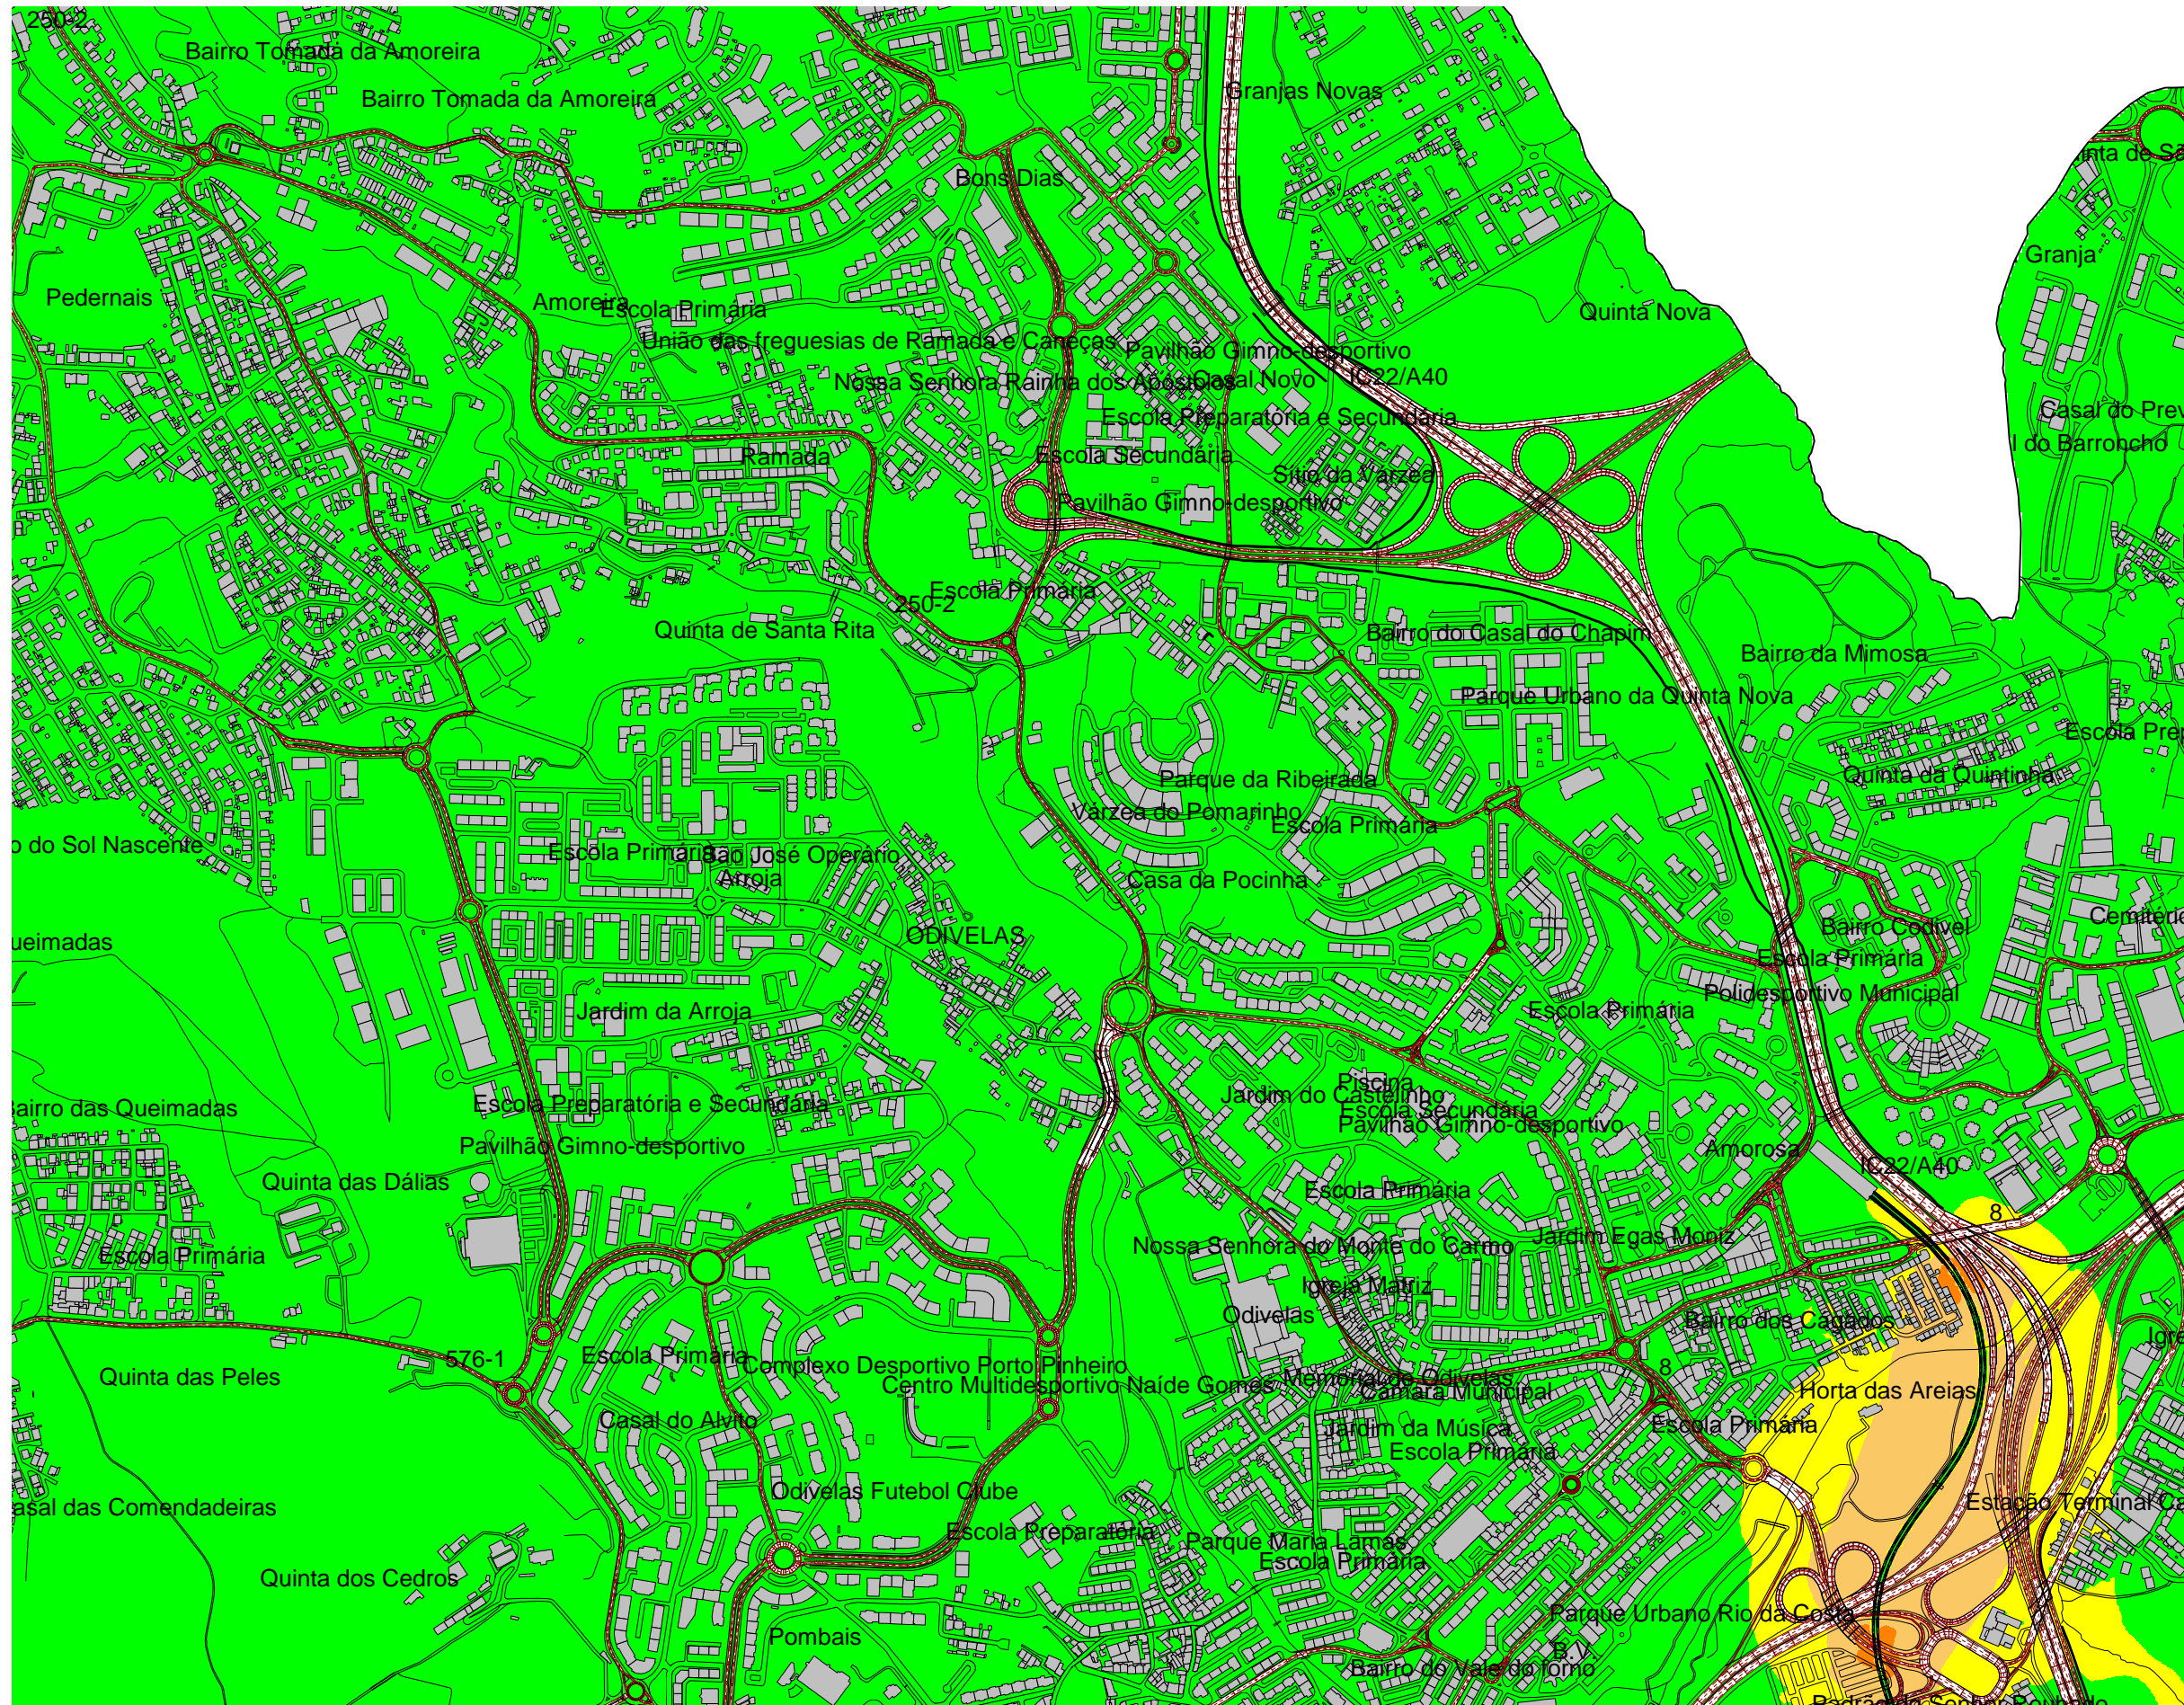 250-2
Bairro Tomada da Amoreira
Granjas Novas
Bairro Tomada da Amoreira
Bons Dias
Granja
Pedernais
Amoreira
Escola Primária
Quinta Nova
União das freguesias de Ramada e Caneças
Pavilhão Gimno-desportivo
Nossa Senhora Rainha dos Apóstolos
Casal Novo
IC22/A40
Casal do Prev
Escola Preparatória e Secundária
l do Barroncho
Ramada
Escola Secundária
Sítio da Várzea
Pavilhão Gimno-desportivo
Escola Primária
250-2
Quinta de Santa Rita
Bairro do Casal do Chapim
Bairro da Mimosa
Parque Urbano da Quinta Nova
Escola Prep
Quinta da Quintinha
Parque da Ribeirada
Várzea do Pomarinho
Escola Primária
o do Sol Nascente
Escola Primária
São José Operário
Arroja
Casa da Pocinha
Cemitério
ueimadas
ODIVELAS
Bairro Codivel
Escola Primária
Polidesportivo Municipal
Jardim da Arroja
Escola Primária
Piscina
Jardim do Castelinho
Bairro das Queimadas
Escola Preparatória e Secundária
Escola Secundária
Pavilhão Gimno-desportivo
Pavilhão Gimno-desportivo
Amorosa
IC22/A40
Quinta das Dálias
Escola Primária
8
Jardim Egas Moniz
Nossa Senhora do Monte do Carmo
Escola Primária
Igreja Matriz
Odivelas
Bairro dos Cágados
Igre
576-1
Escola Primária
Complexo Desportivo Porto Pinheiro
8
Quinta das Peles
Centro Multidesportivo Naíde Gomes
Memorial de Odivelas
Câmara Municipal
Horta das Areias
Casal do Alvito
Jardim da Música
Escola Primária
Escola Primária
Odivelas Futebol Clube
asal das Comendadeiras
Estação Terminal Ca
Escola Preparatória
Parque Maria Lamas
Escola Primária
Quinta dos Cedros
Parque Urbano Rio da Costa
Pombais
B.V.
Bairro do Vale do forno
Padrão do Senhor Roubado